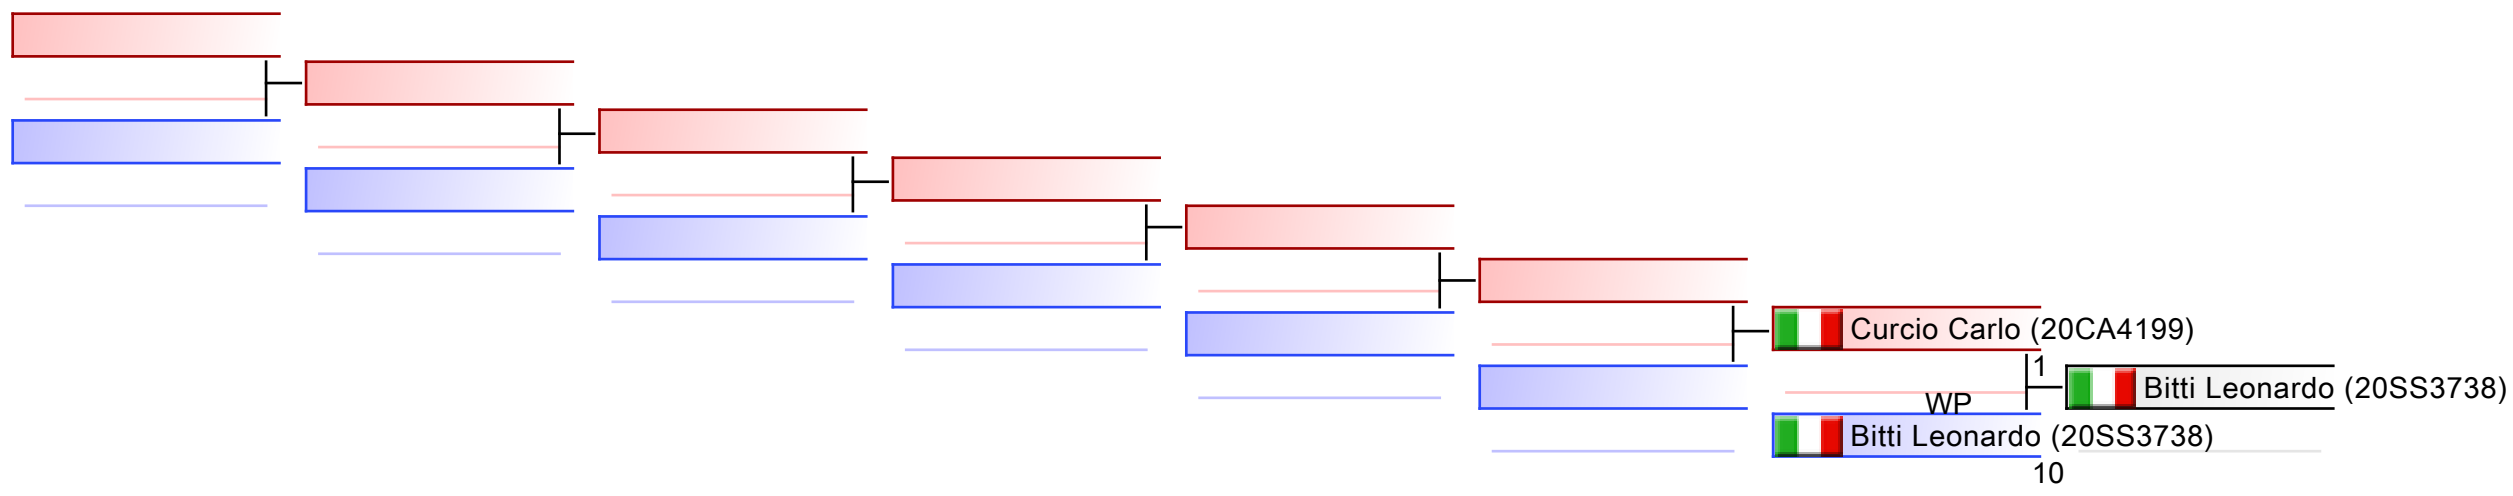 Curcio Carlo (20CA4199)
1
Bitti Leonardo (20SS3738)
WP
Bitti Leonardo (20SS3738)
10